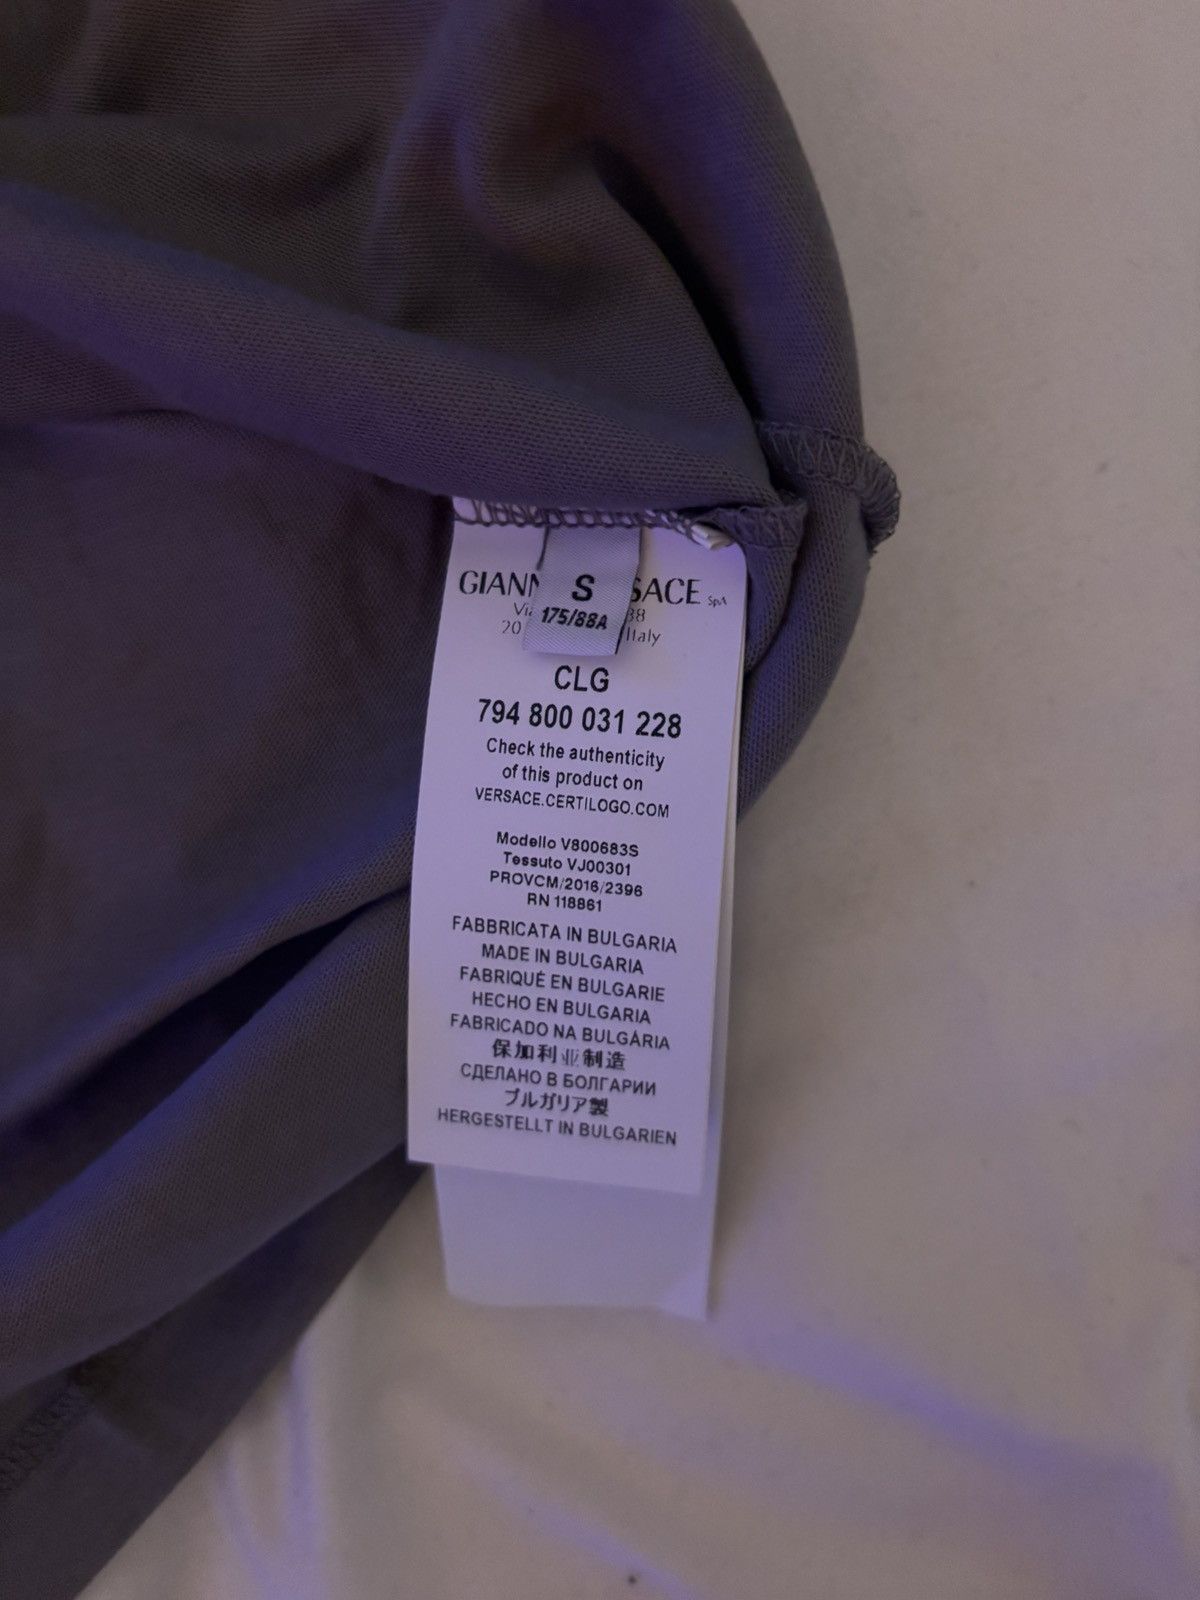 S
175/88A
SACE SpA
Italy
CLG
794 800 031 228
Check the authenticity
of this product on
VERSACE.CERTILOGO.COM
Modello V800683S
Tessuto VJ00301
PROVCM/2016/2396
RN 118861
FABBRICATA IN BULGARIA
MADE IN BULGARIA
FABRIQUÉ EN BULGARIE
HECHO EN BULGARIA
FABRICADO NA BULGÁRIA
保加利亚制造
СДЕЛАНО В БОЛГАРИИ
ブルガリア製
HERGESTELLT IN BULGARIEN